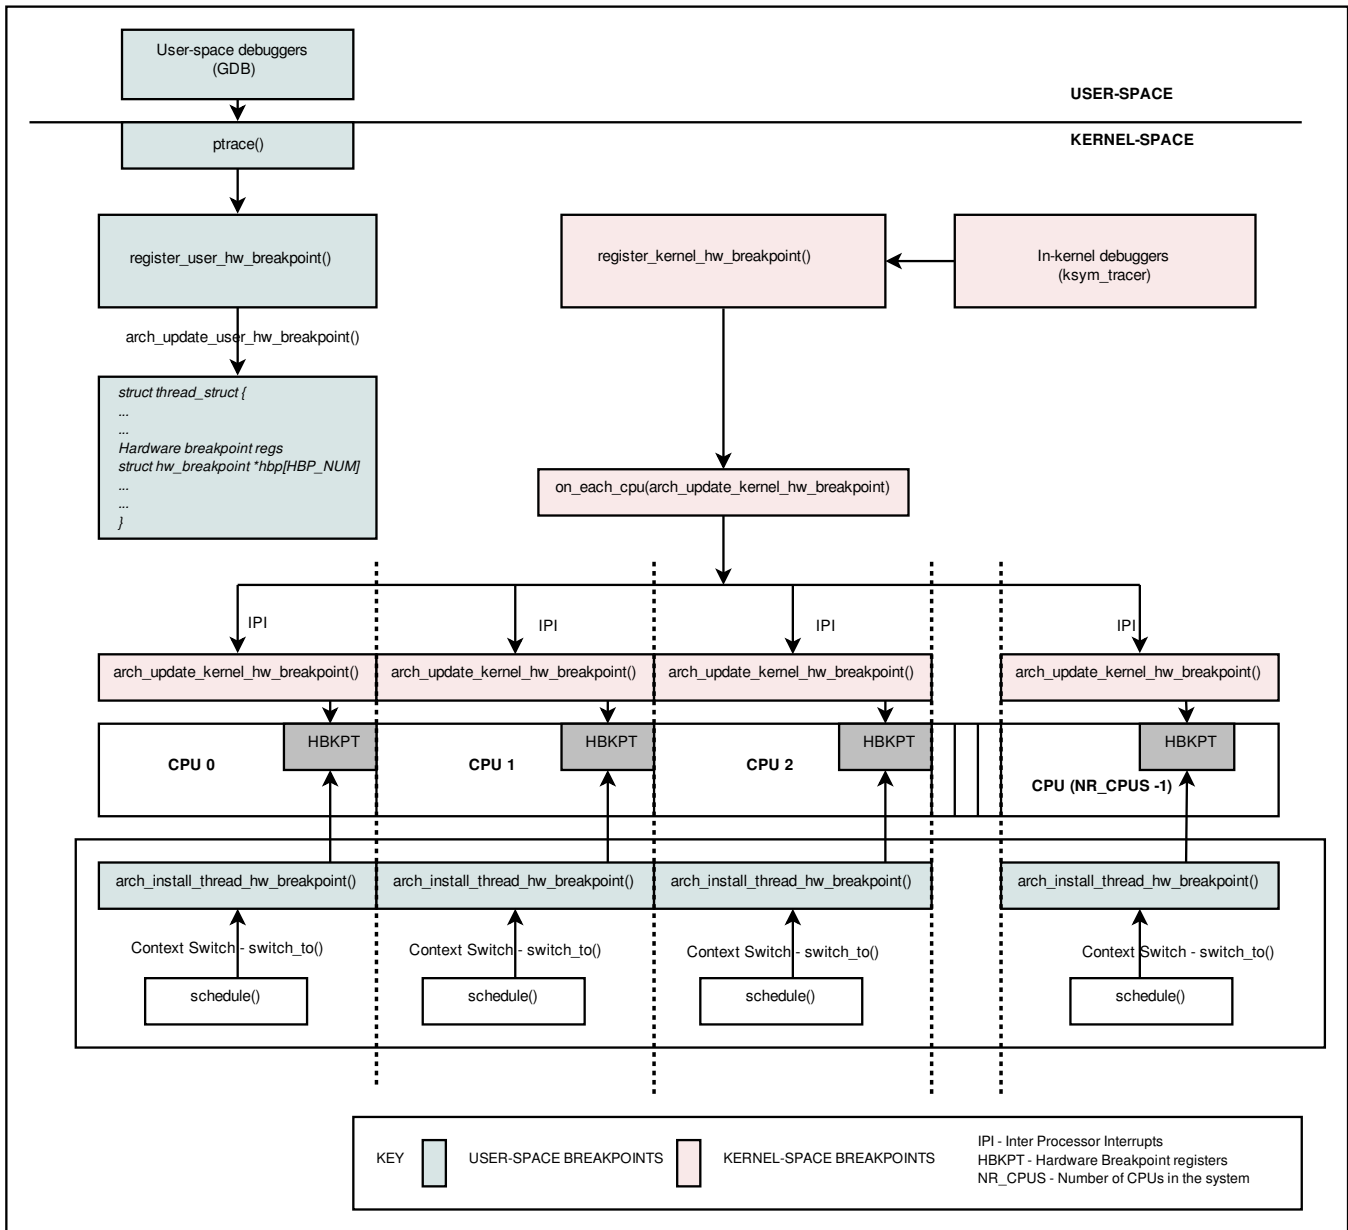 User-space debuggers
(GDB)
USER-SPACE
KERNEL-SPACE
ptrace()
register_user_hw_breakpoint()
register_kernel_hw_breakpoint()
In-kernel debuggers
(ksym_tracer)
arch_update_user_hw_breakpoint()
struct thread_struct {
...
...
Hardware breakpoint regs
struct hw_breakpoint *hbp[HBP_NUM]
...
...
}
on_each_cpu(arch_update_kernel_hw_breakpoint)
IPI
IPI
IPI
IPI
arch_update_kernel_hw_breakpoint()
arch_update_kernel_hw_breakpoint()
arch_update_kernel_hw_breakpoint()
arch_update_kernel_hw_breakpoint()
CPU 0
HBKPT
CPU 1
HBKPT
CPU 2
HBKPT
CPU (NR_CPUS -1)
HBKPT
arch_install_thread_hw_breakpoint()
arch_install_thread_hw_breakpoint()
arch_install_thread_hw_breakpoint()
arch_install_thread_hw_breakpoint()
Context Switch - switch_to()
Context Switch - switch_to()
Context Switch - switch_to()
Context Switch - switch_to()
schedule()
schedule()
schedule()
schedule()
KEY
USER-SPACE BREAKPOINTS
KERNEL-SPACE BREAKPOINTS
IPI - Inter Processor Interrupts
HBKPT - Hardware Breakpoint registers
NR_CPUS - Number of CPUs in the system